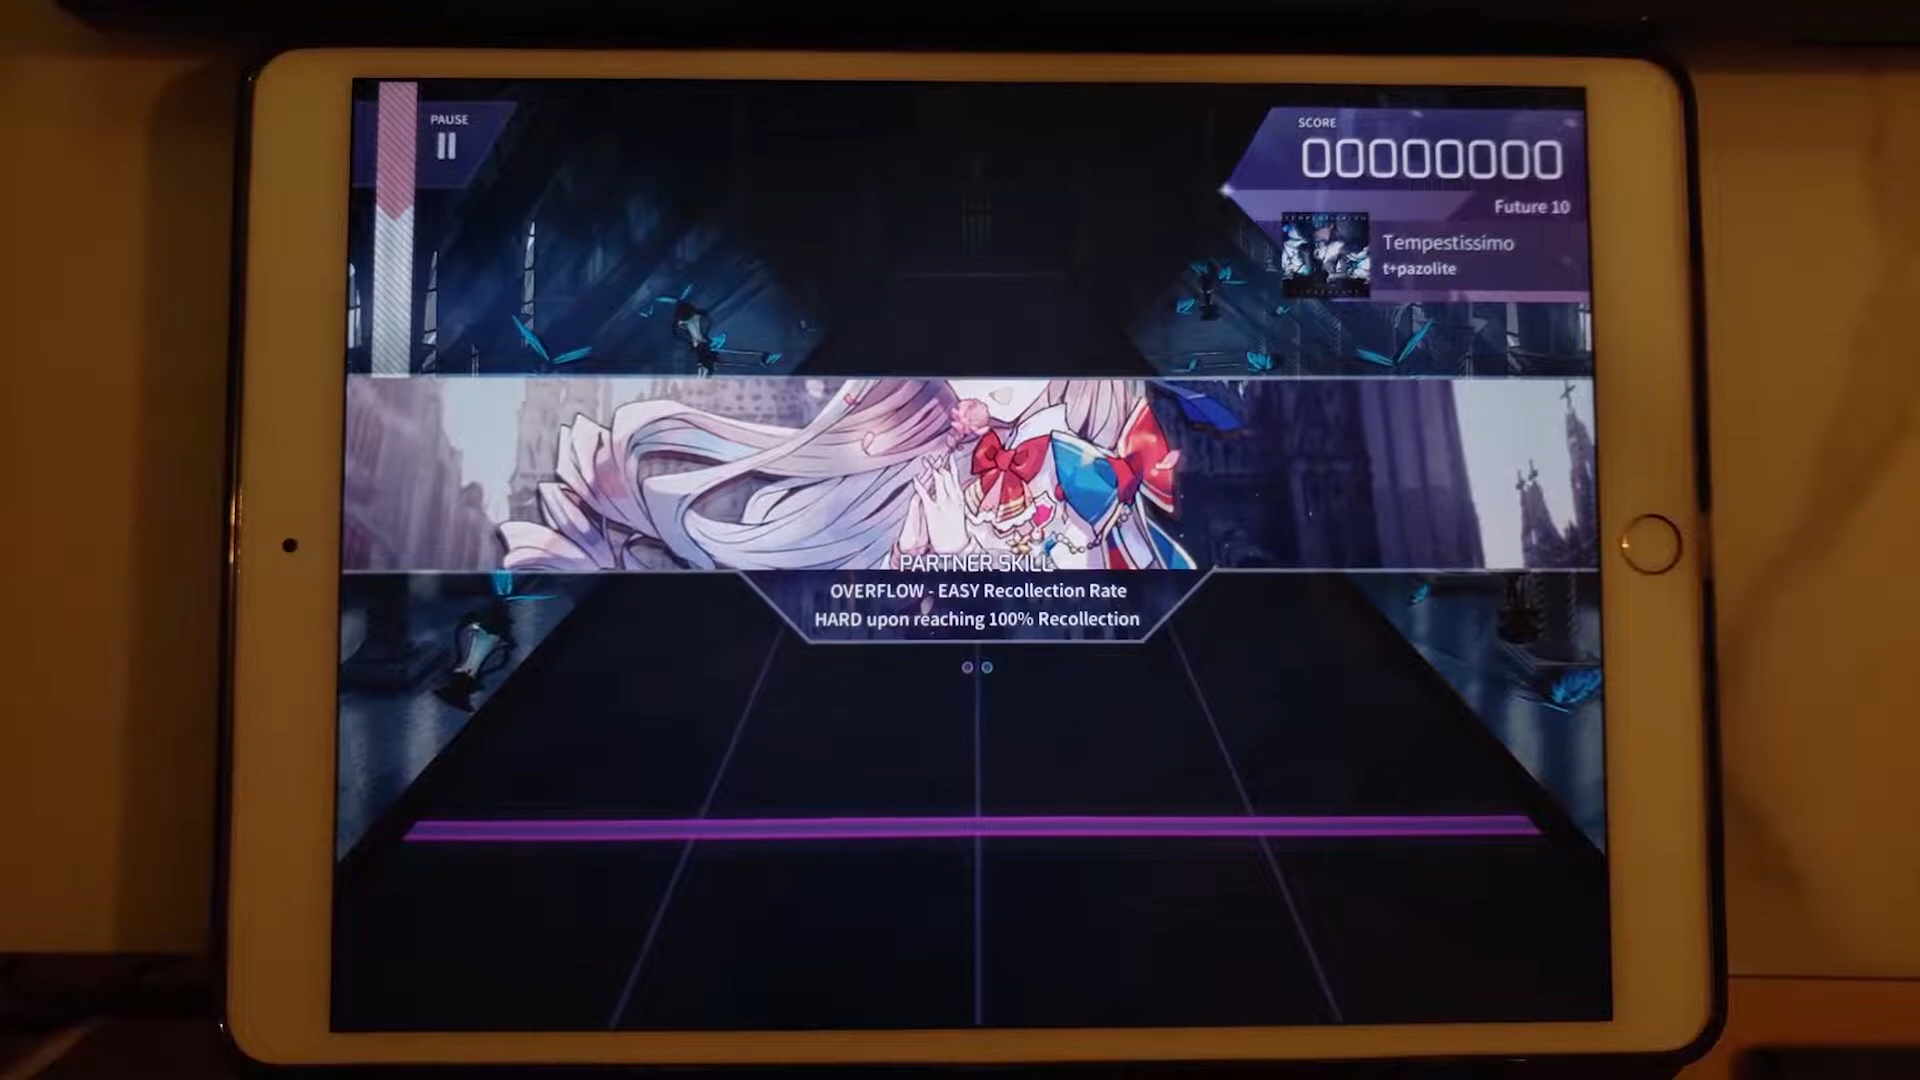 PAUSE
SCORE
00000000
Future 10
Tempestissimo
t+pazolite
PARTNER SKILL
OVERFLOW - EASY Recollection Rate
HARD upon reaching 100% Recollection